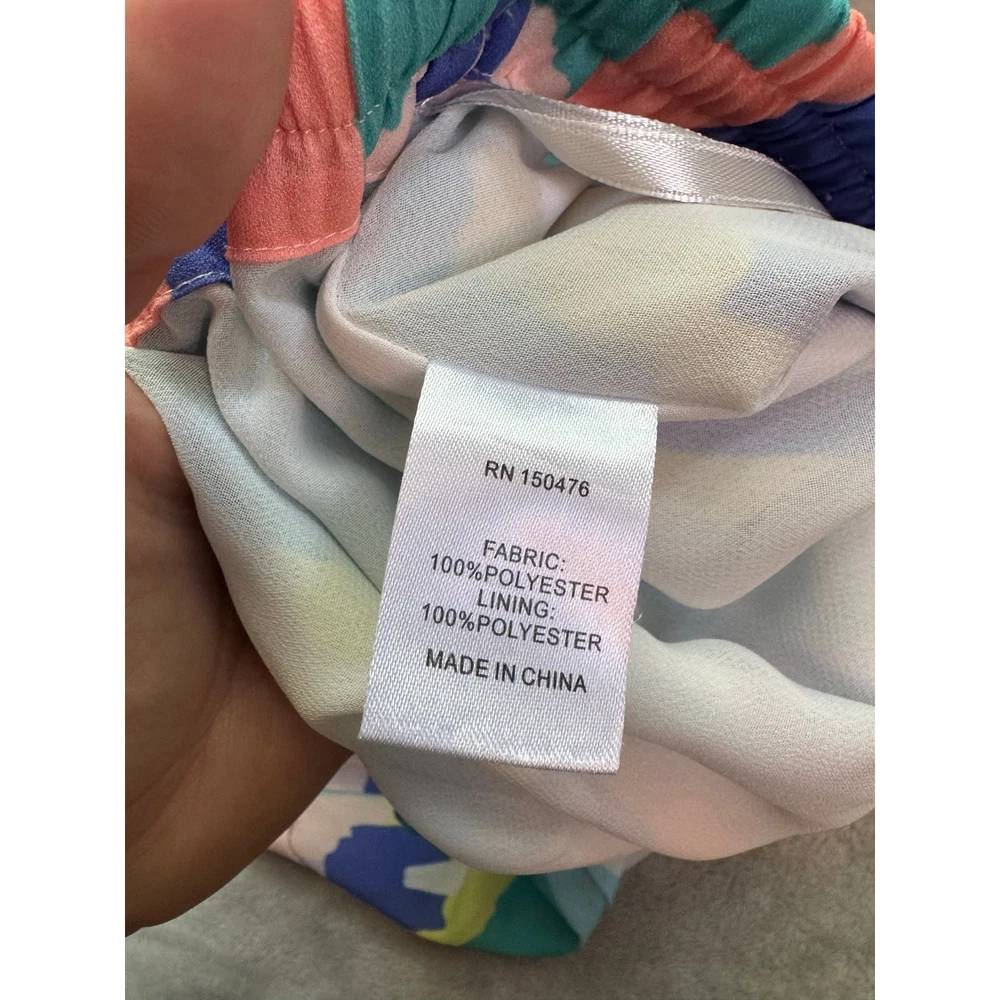 RN 150476
FABRIC:
100%POLYESTER
LINING:
100%POLYESTER
MADE IN CHINA